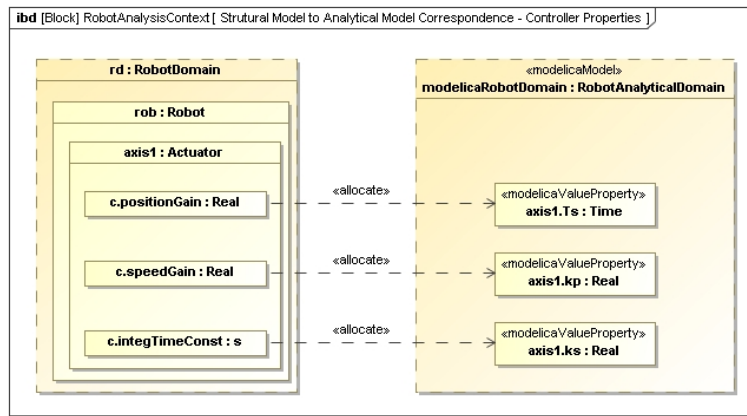 ibd [Block] RobotAnalysisContext [ Strutural Model to Analytical Model Correspondence - Controller Properties ]
rd : RobotDomain
rob : Robot
axis1 : Actuator
c.positionGain : Real
c.speedGain : Real
c.integTimeConst : s
«allocate»
«allocate»
«allocate»
«modelicaModel»
modelicaRobotDomain : RobotAnalyticalDomain
«modelicaValueProperty»
axis1.Ts : Time
«modelicaValueProperty»
axis1.kp : Real
«modelicaValueProperty»
axis1.ks : Real